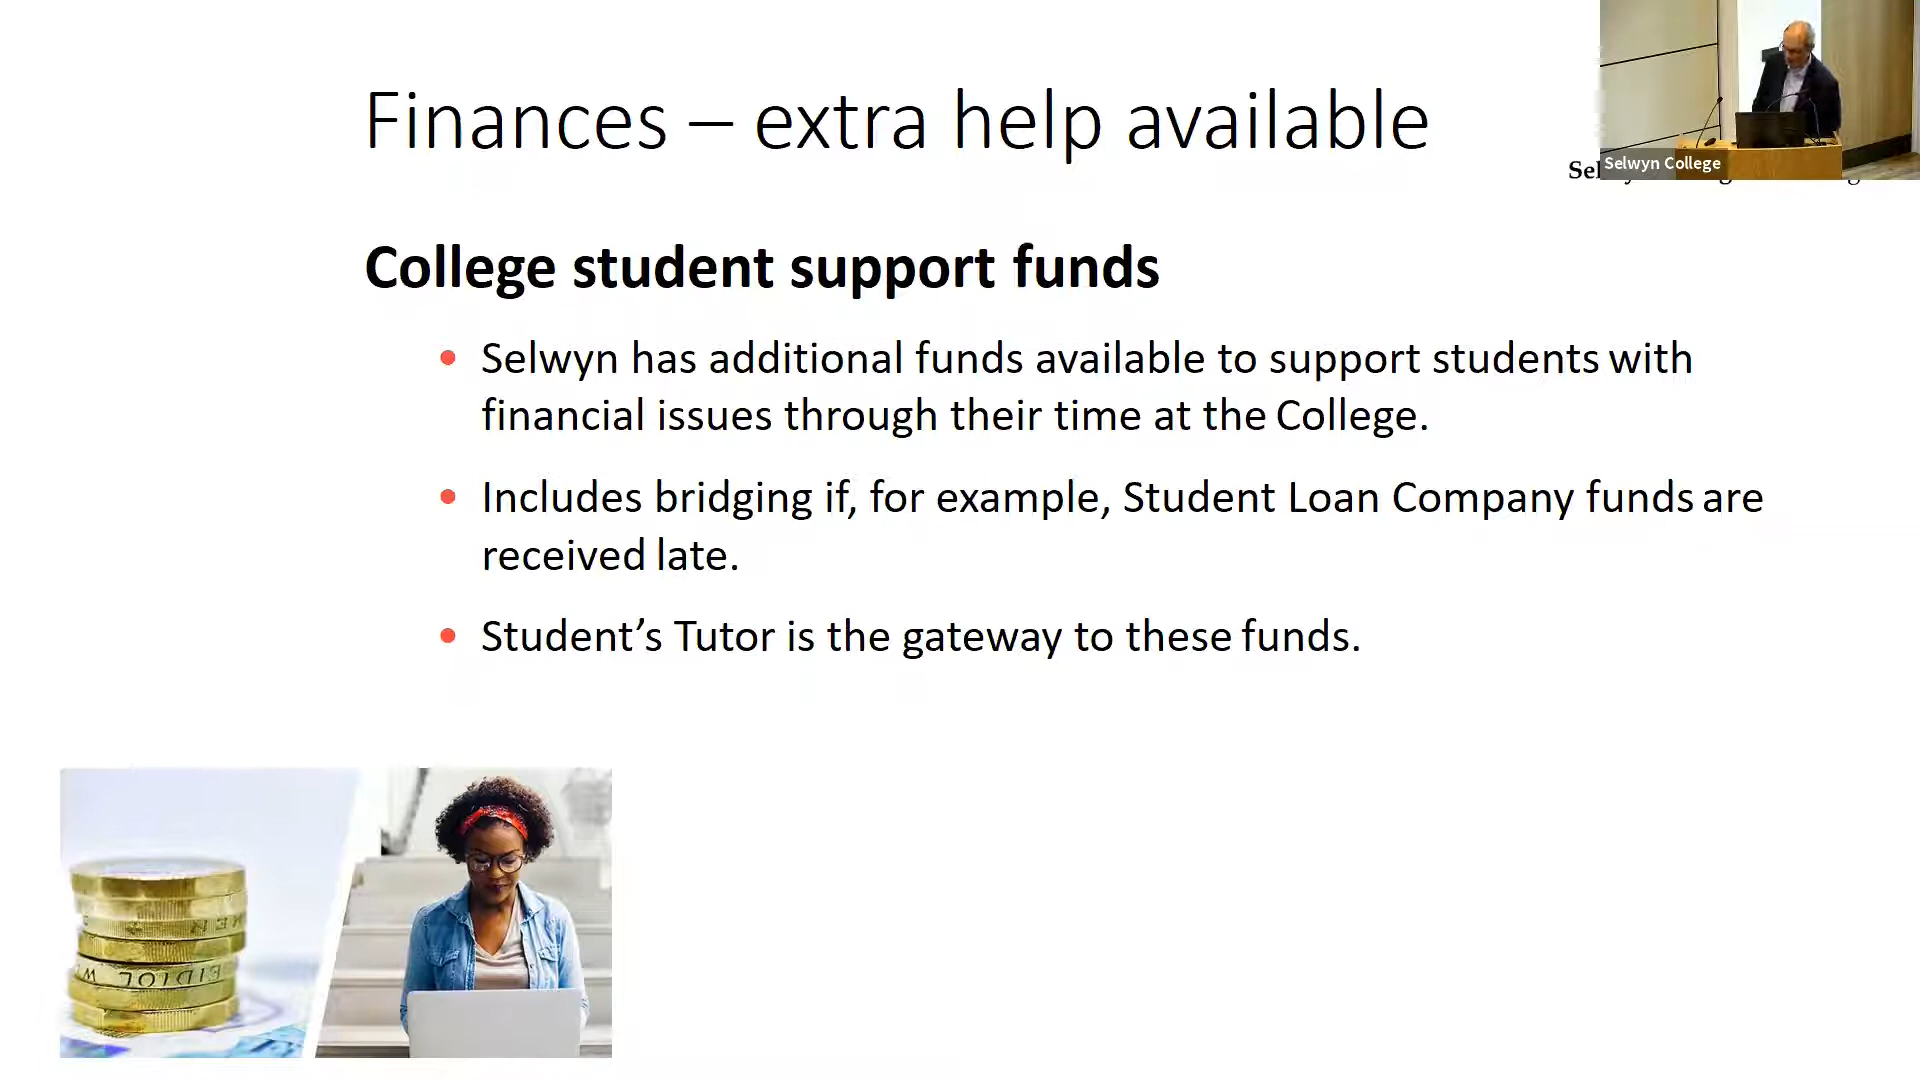 Finances – extra help available
Selwyn College
College student support funds
• Selwyn has additional funds available to support students with
financial issues through their time at the College.
• Includes bridging if, for example, Student Loan Company funds are
received late.
• Student’s Tutor is the gateway to these funds.